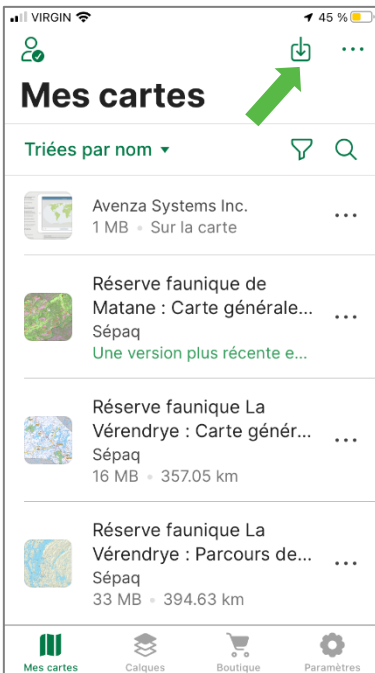 VIRGIN
45 %
Mes cartes
Triées par nom
Avenza Systems Inc.
1 MB • Sur la carte
Réserve faunique de
Matane : Carte générale...
Sépaq
Une version plus récente e...
Réserve faunique La
Vérendrye : Carte génér...
Sépaq
16 MB • 357.05 km
Réserve faunique La
Vérendrye : Parcours de...
Sépaq
33 MB • 394.63 km
Mes cartes
Calques
Boutique
Paramètres